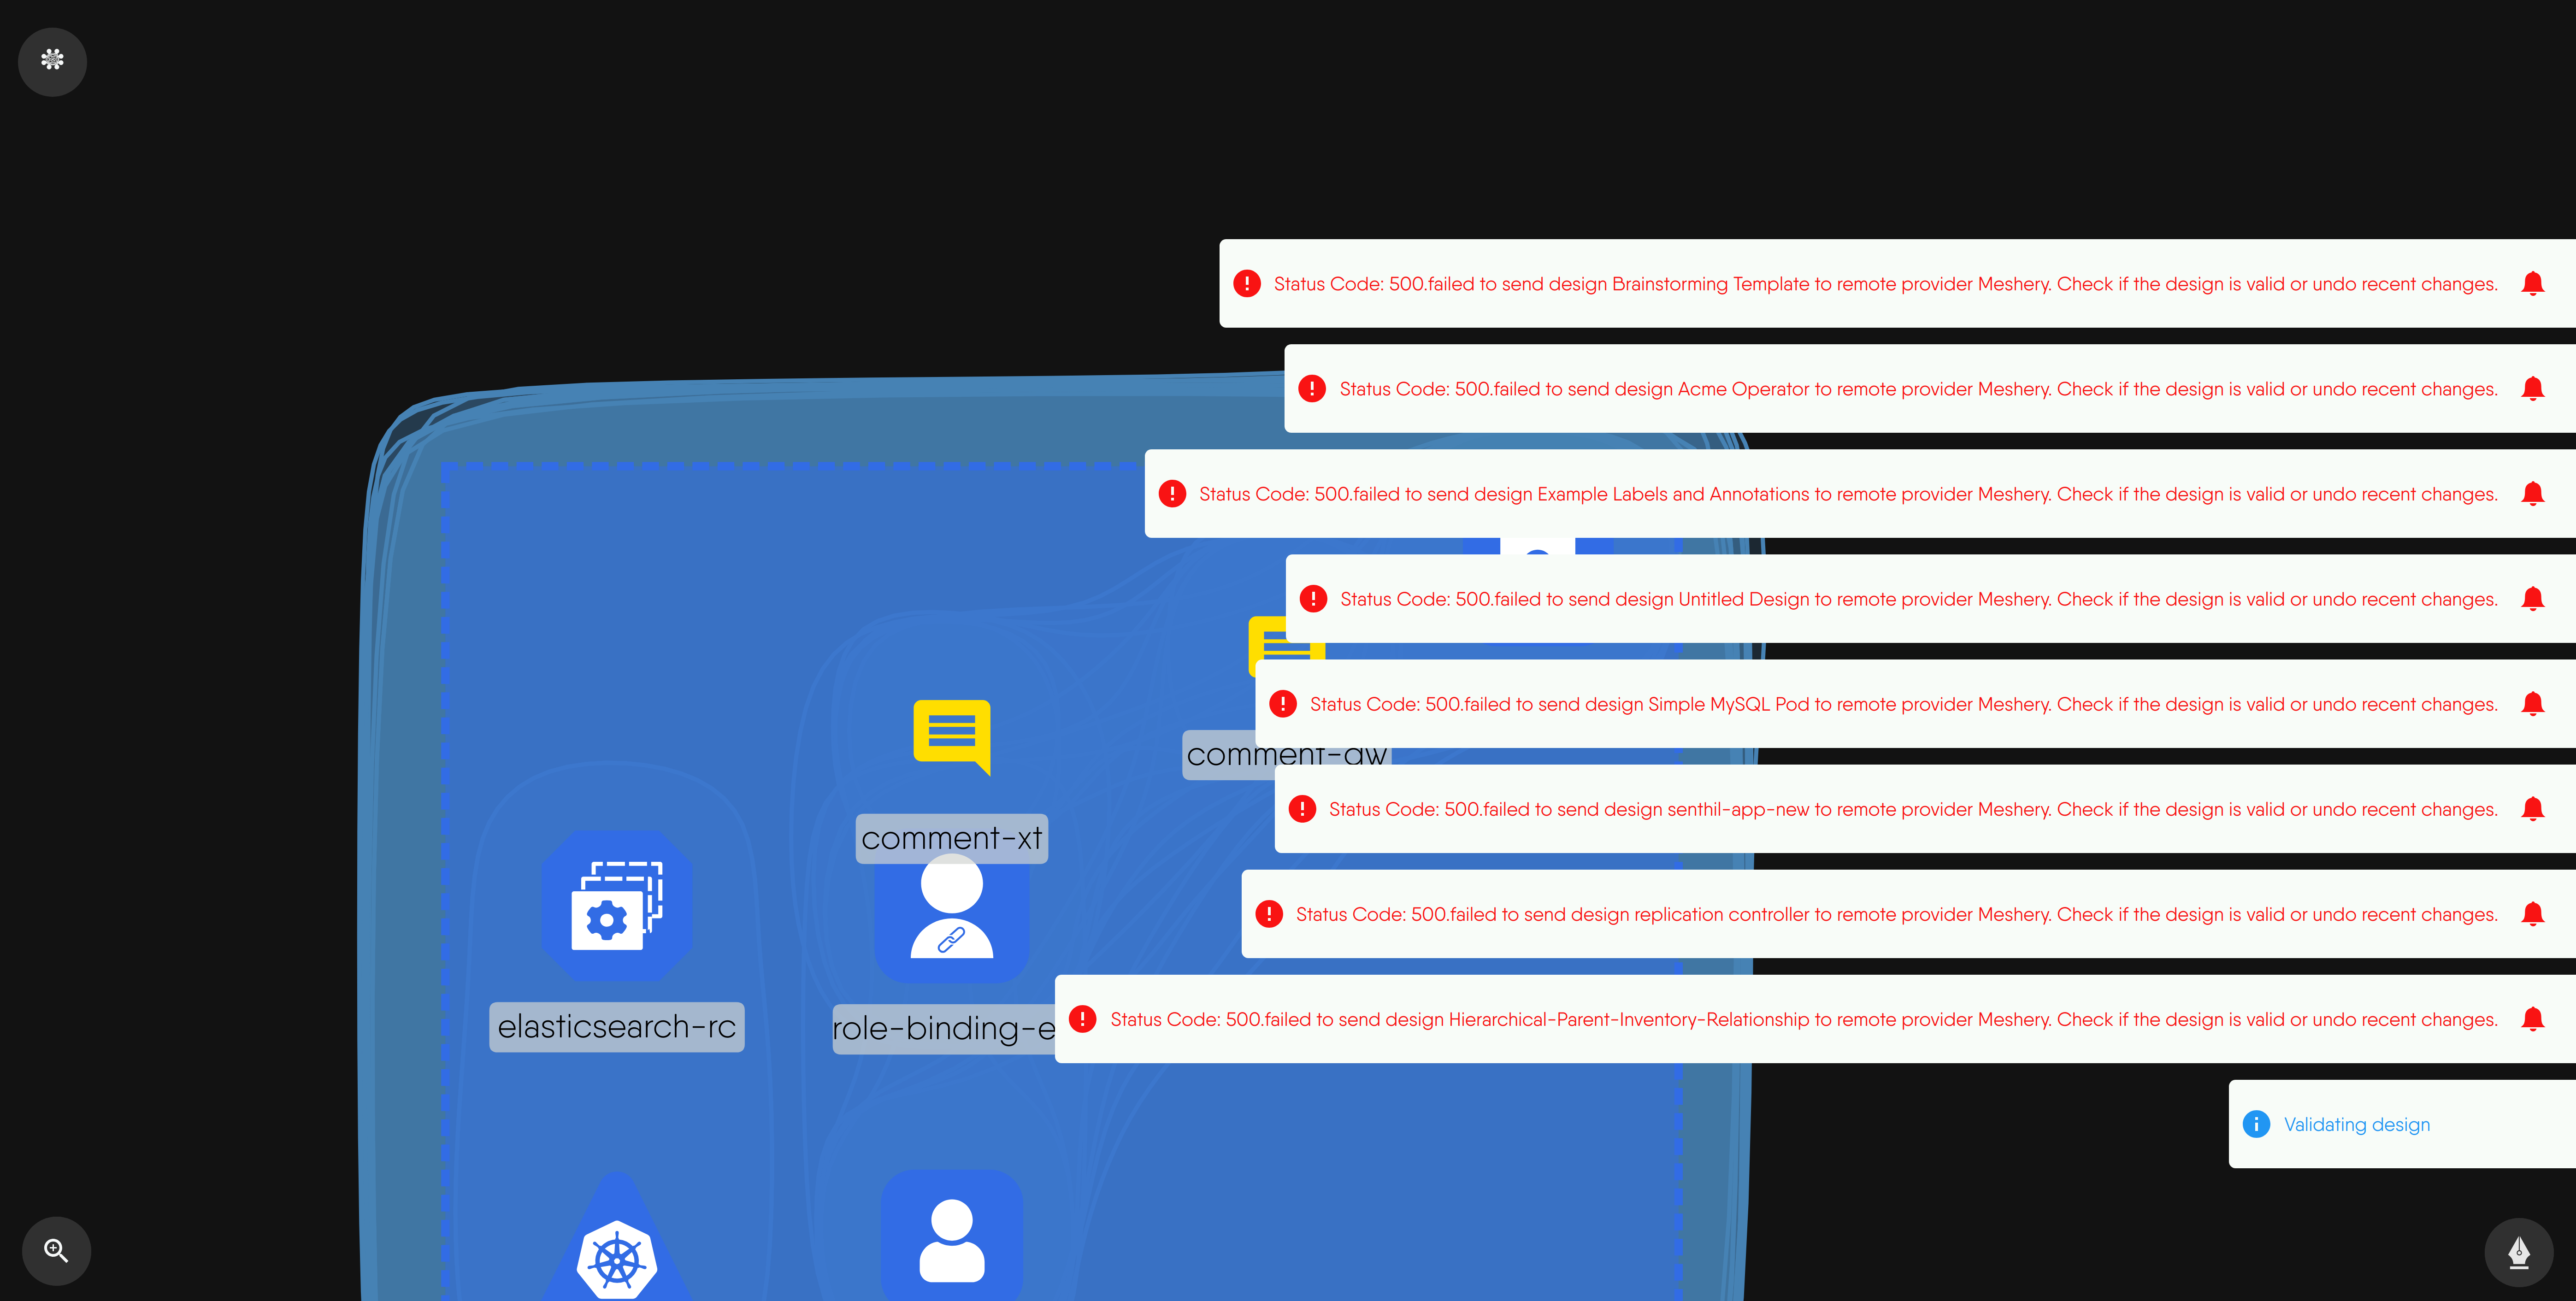 Status Code: 500.failed to send design Brainstorming Template to remote provider Meshery. Check if the design is valid or undo recent changes.
Status Code: 500.failed to send design Acme Operator to remote provider Meshery. Check if the design is valid or undo recent changes.
Status Code: 500.failed to send design Example Labels and Annotations to remote provider Meshery. Check if the design is valid or undo recent changes.
Status Code: 500.failed to send design Untitled Design to remote provider Meshery. Check if the design is valid or undo recent changes.
Status Code: 500.failed to send design Simple MySQL Pod to remote provider Meshery. Check if the design is valid or undo recent changes.
comment-qw
Status Code: 500.failed to send design senthil-app-new to remote provider Meshery. Check if the design is valid or undo recent changes.
comment-xt
Status Code: 500.failed to send design replication controller to remote provider Meshery. Check if the design is valid or undo recent changes.
elasticsearch-rc
role-binding-e
Status Code: 500.failed to send design Hierarchical-Parent-Inventory-Relationship to remote provider Meshery. Check if the design is valid or undo recent changes.
Validating design